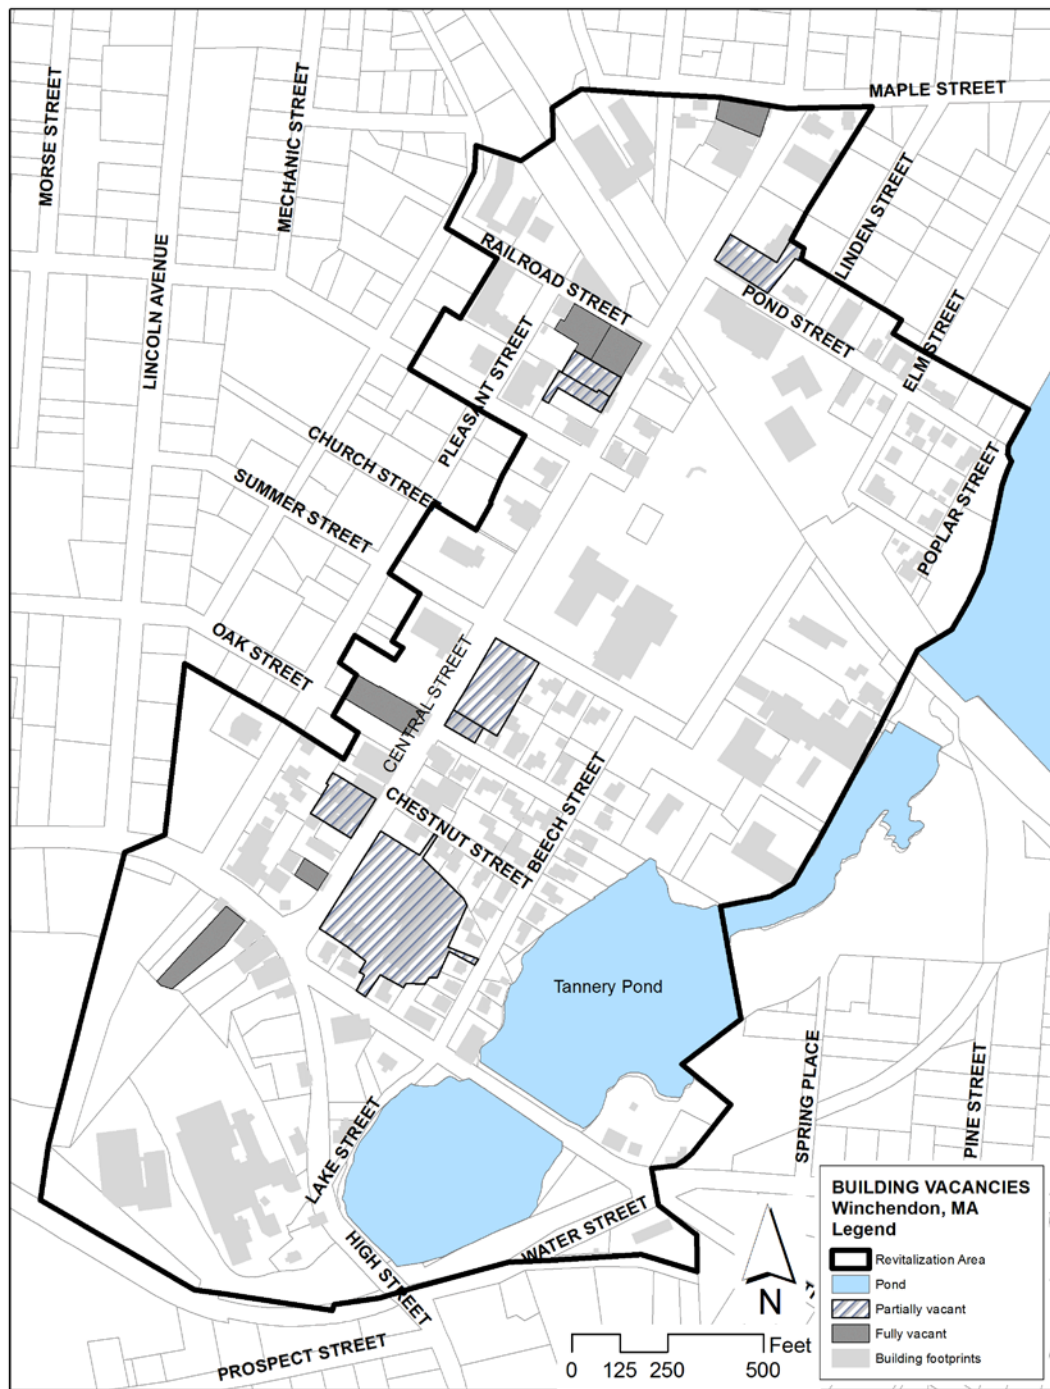 MAPLE STREET
MORSE STREET
MECHANIC STREET
LINDEN STREET
RAILROAD STREET
LINCOLN AVENUE
POND STREET
ELM STREET
PLEASANT STREET
CHURCH STREET
SUMMER STREET
POPLAR STREET
OAK STREET
CENTRAL STREET
CHESTNUT STREET
BEECH STREET
Tannery Pond
SPRING PLACE
PINE STREET
LAKE STREET
WATER STREET
HIGH STREET
PROSPECT STREET
N
0 125 250 500
Feet
BUILDING VACANCIES
Winchendon, MA
Legend
Revitalization Area
Pond
Partially vacant
Fully vacant
Building footprints